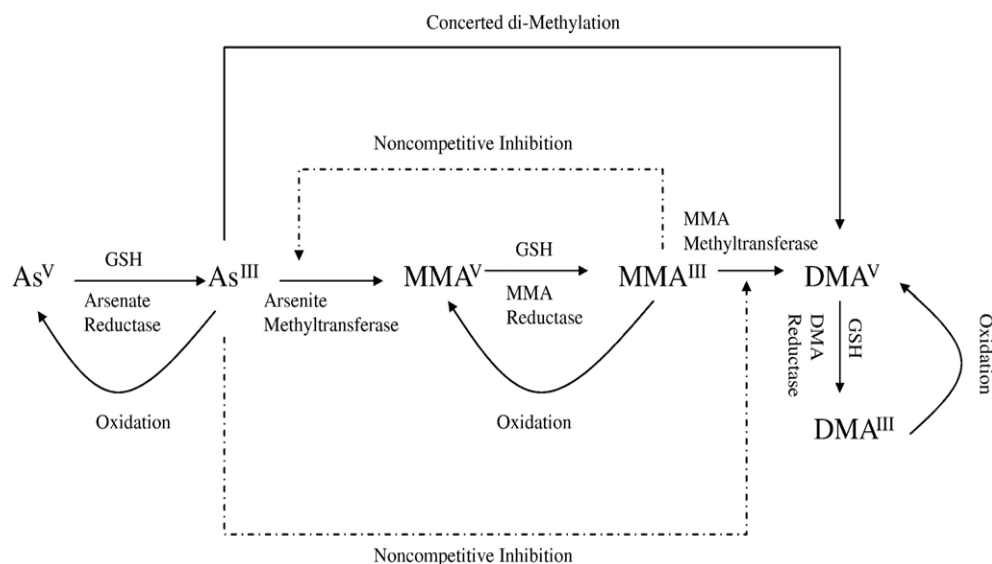 Concerted di-Methylation
Noncompetitive Inhibition
MMA
Methyltransferase
As^V
GSH
Arsenate
Reductase
As^III
Arsenite
Methyltransferase
MMA^V
GSH
MMA
Reductase
MMA^III
DMA^V
GSH
DMA
Reductase
Oxidation
Oxidation
Oxidation
DMA^III
Noncompetitive Inhibition